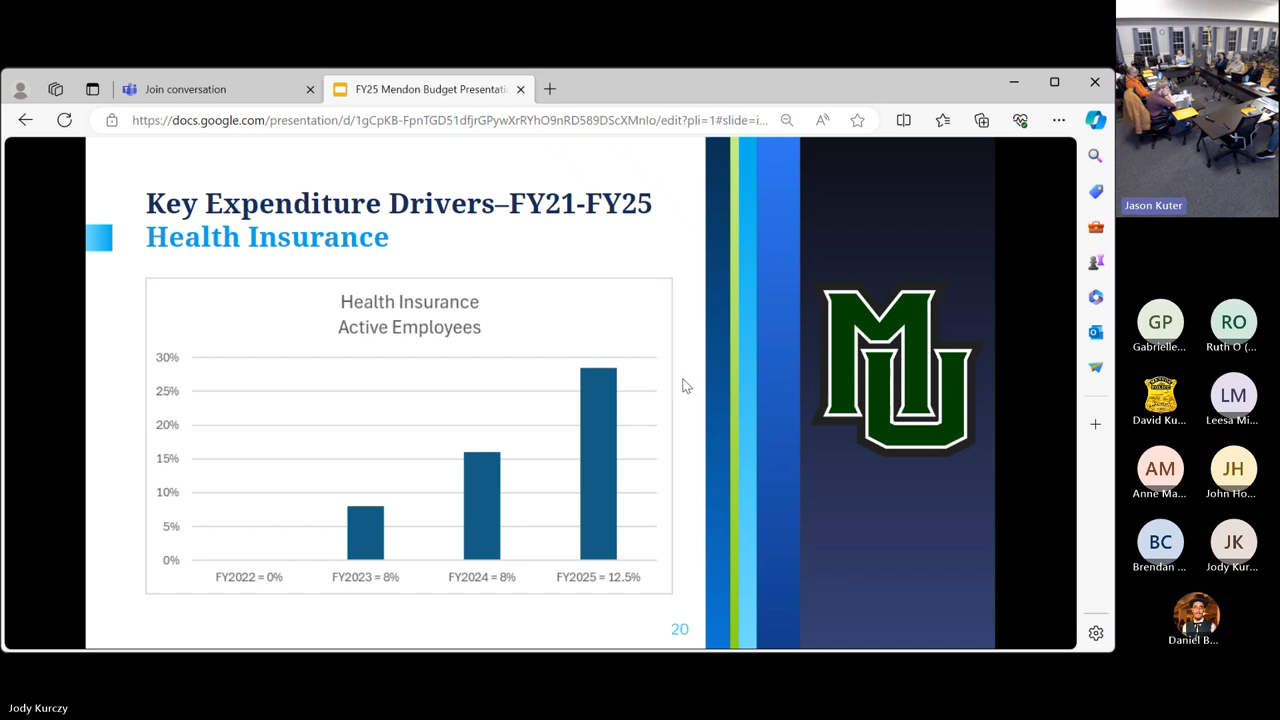 Join conversation
FY25 Mendon Budget Presentati
https://docs.google.com/presentation/d/1gCpKB-FpnTGD51dfjrGPywXrRYhO9nRD589DScXMnIo/edit?pli=1#slide=i...
Key Expenditure Drivers–FY21-FY25
Health Insurance
Health Insurance
Active Employees
30%
25%
20%
15%
10%
5%
0%
FY2022 = 0%
FY2023 = 8%
FY2024 = 8%
FY2025 = 12.5%
20
MU
Jason Kuter
GP
Gabrielle...
RO
Ruth O (...
David Ku...
LM
Leesa Mi...
AM
Anne Ma...
JH
John Ho...
BC
Brendan ...
JK
Jody Kur...
Daniel B...
Jody Kurczy